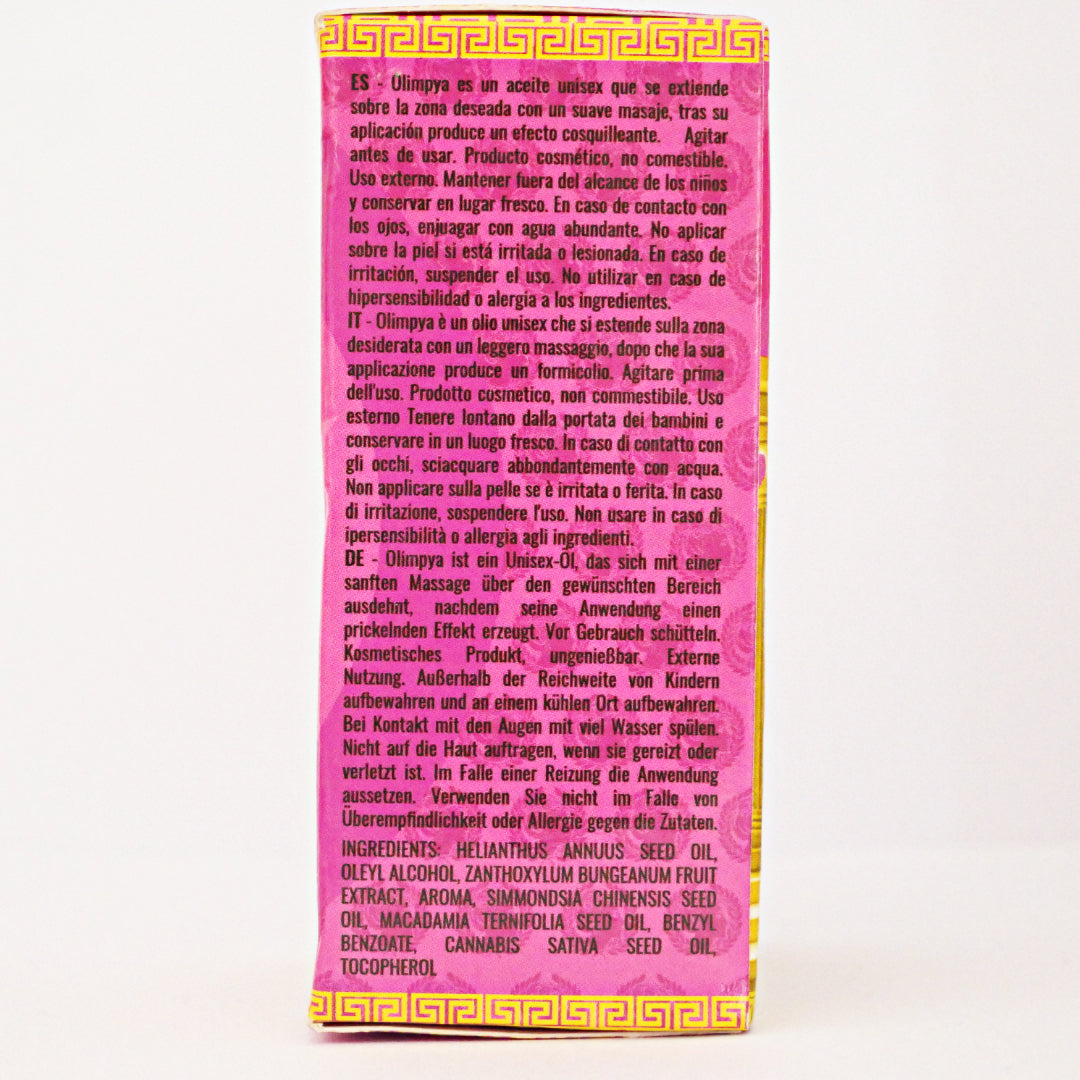 ES - Olimpya es un aceite unisex que se extiende
sobre la zona deseada con un suave masaje, tras su
aplicación produce un efecto cosquilleante. Agitar
antes de usar. Producto cosmético, no comestible.
Uso externo. Mantener fuera del alcance de los niños
y conservar en lugar fresco. En caso de contacto con
los ojos, enjuagar con agua abundante. No aplicar
sobre la piel si está irritada o lesionada. En caso de
irritación, suspender el uso. No utilizar en caso de
hipersensibilidad o alergia a los ingredientes.
IT - Olimpya è un olio unisex che si estende sulla zona
desiderata con un leggero massaggio, dopo che la sua
applicazione produce un formicolio. Agitare prima
dell'uso. Prodotto cosmetico, non commestibile. Uso
esterno Tenere lontano dalla portata dei bambini e
conservare in un luogo fresco. In caso di contatto con
gli occhi, sciacquare abbondantemente con acqua.
Non applicare sulla pelle se è irritata o ferita. In caso
di irritazione, sospendere l'uso. Non usare in caso di
ipersensibilità o allergia agli ingredienti.
DE - Olimpya ist ein Unisex-Öl, das sich mit einer
sanften Massage über den gewünschten Bereich
ausdehnt, nachdem seine Anwendung einen
prickelnden Effekt erzeugt. Vor Gebrauch schütteln.
Kosmetisches Produkt, ungenießbar. Externe
Nutzung. Außerhalb der Reichweite von Kindern
aufbewahren und an einem kühlen Ort aufbewahren.
Bei Kontakt mit den Augen mit viel Wasser spülen.
Nicht auf die Haut auftragen, wenn sie gereizt oder
verletzt ist. Im Falle einer Reizung die Anwendung
aussetzen. Verwenden Sie nicht im Falle von
Überempfindlichkeit oder Allergie gegen die Zutaten.
INGREDIENTS: HELIANTHUS ANNUUS SEED OIL,
OLEYL ALCOHOL, ZANTHOXYLUM BUNGEANUM FRUIT
EXTRACT, AROMA, SIMMONDSIA CHINENSIS SEED
OIL, MACADAMIA TERNIFOLIA SEED OIL, BENZYL
BENZOATE, CANNABIS SATIVA SEED OIL,
TOCOPHEROL